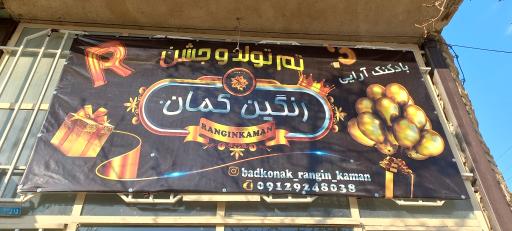 تم تولد و جشن
بادکنک آرایی
R
رنگین کمان
RANGINKAMAN
badkonak_rangin_kaman
09129248038